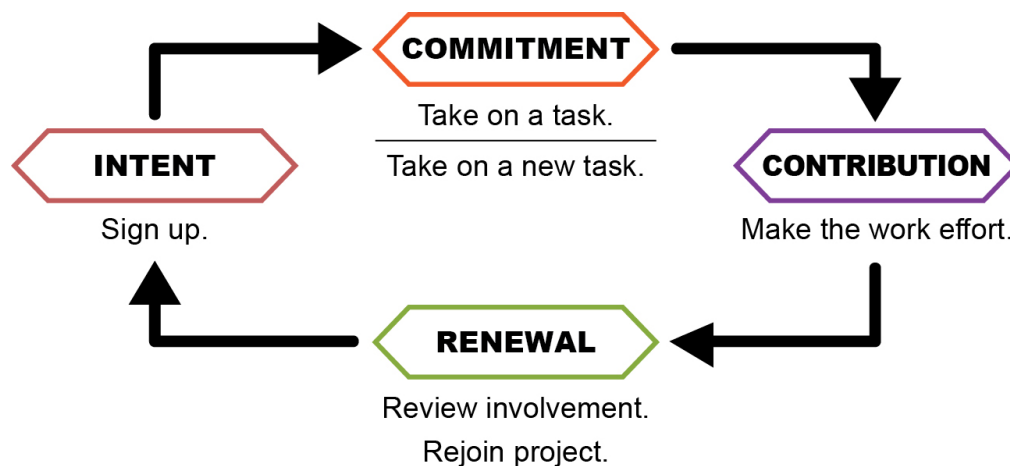 COMMITMENT
Take on a task.
Take on a new task.
INTENT
Sign up.
CONTRIBUTION
Make the work effort.
RENEWAL
Review involvement.
Rejoin project.